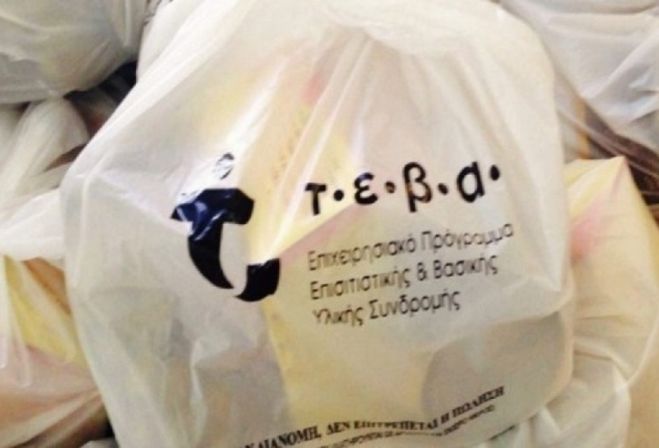 τ.ε.β.α.
Επιχειρησιακό Πρόγραμμα
Επισιτιστικής & Βασικής
Υλικής Συνδρομής
ΔΙΑΝΟΜΗ, ΔΕΝ ΕΠΙΤΡΕΠΕΤΑΙ Η ΠΩΛΗΣΗ